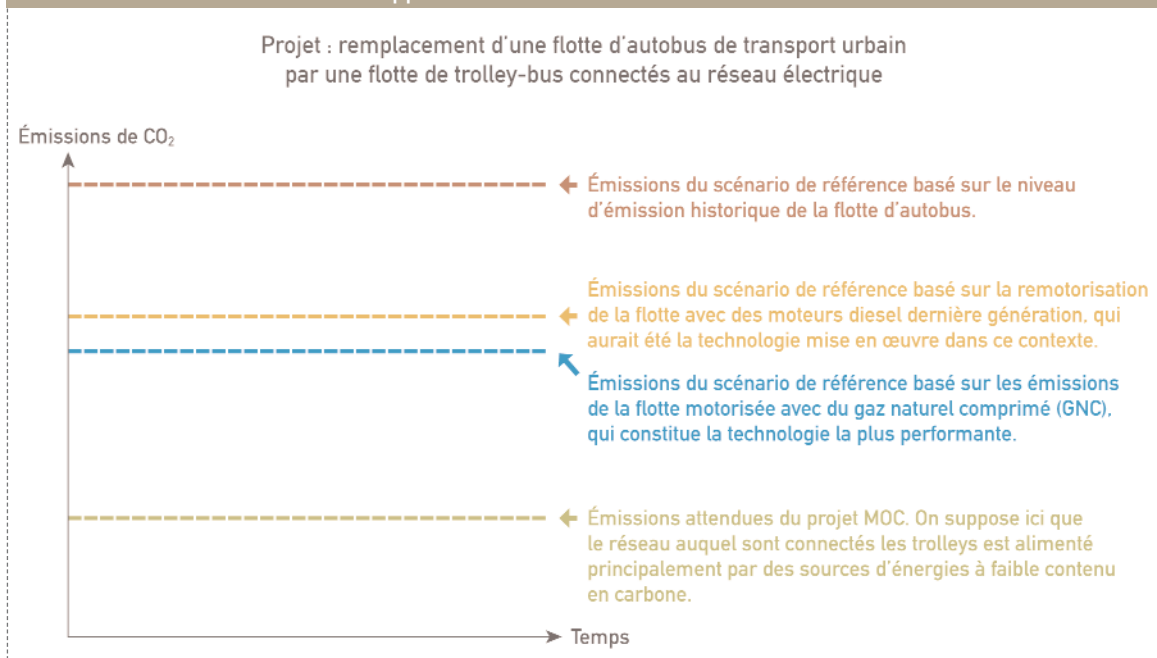 Projet : remplacement d'une flotte d'autobus de transport urbain
par une flotte de trolley-bus connectés au réseau électrique
Émissions de CO₂
Émissions du scénario de référence basé sur le niveau
d'émission historique de la flotte d'autobus.
Émissions du scénario de référence basé sur la remotorisation
de la flotte avec des moteurs diesel dernière génération, qui
aurait été la technologie mise en œuvre dans ce contexte.
Émissions du scénario de référence basé sur les émissions
de la flotte motorisée avec du gaz naturel comprimé (GNC),
qui constitue la technologie la plus performante.
Émissions attendues du projet MOC. On suppose ici que
le réseau auquel sont connectés les trolleys est alimenté
principalement par des sources d'énergies à faible contenu
en carbone.
Temps